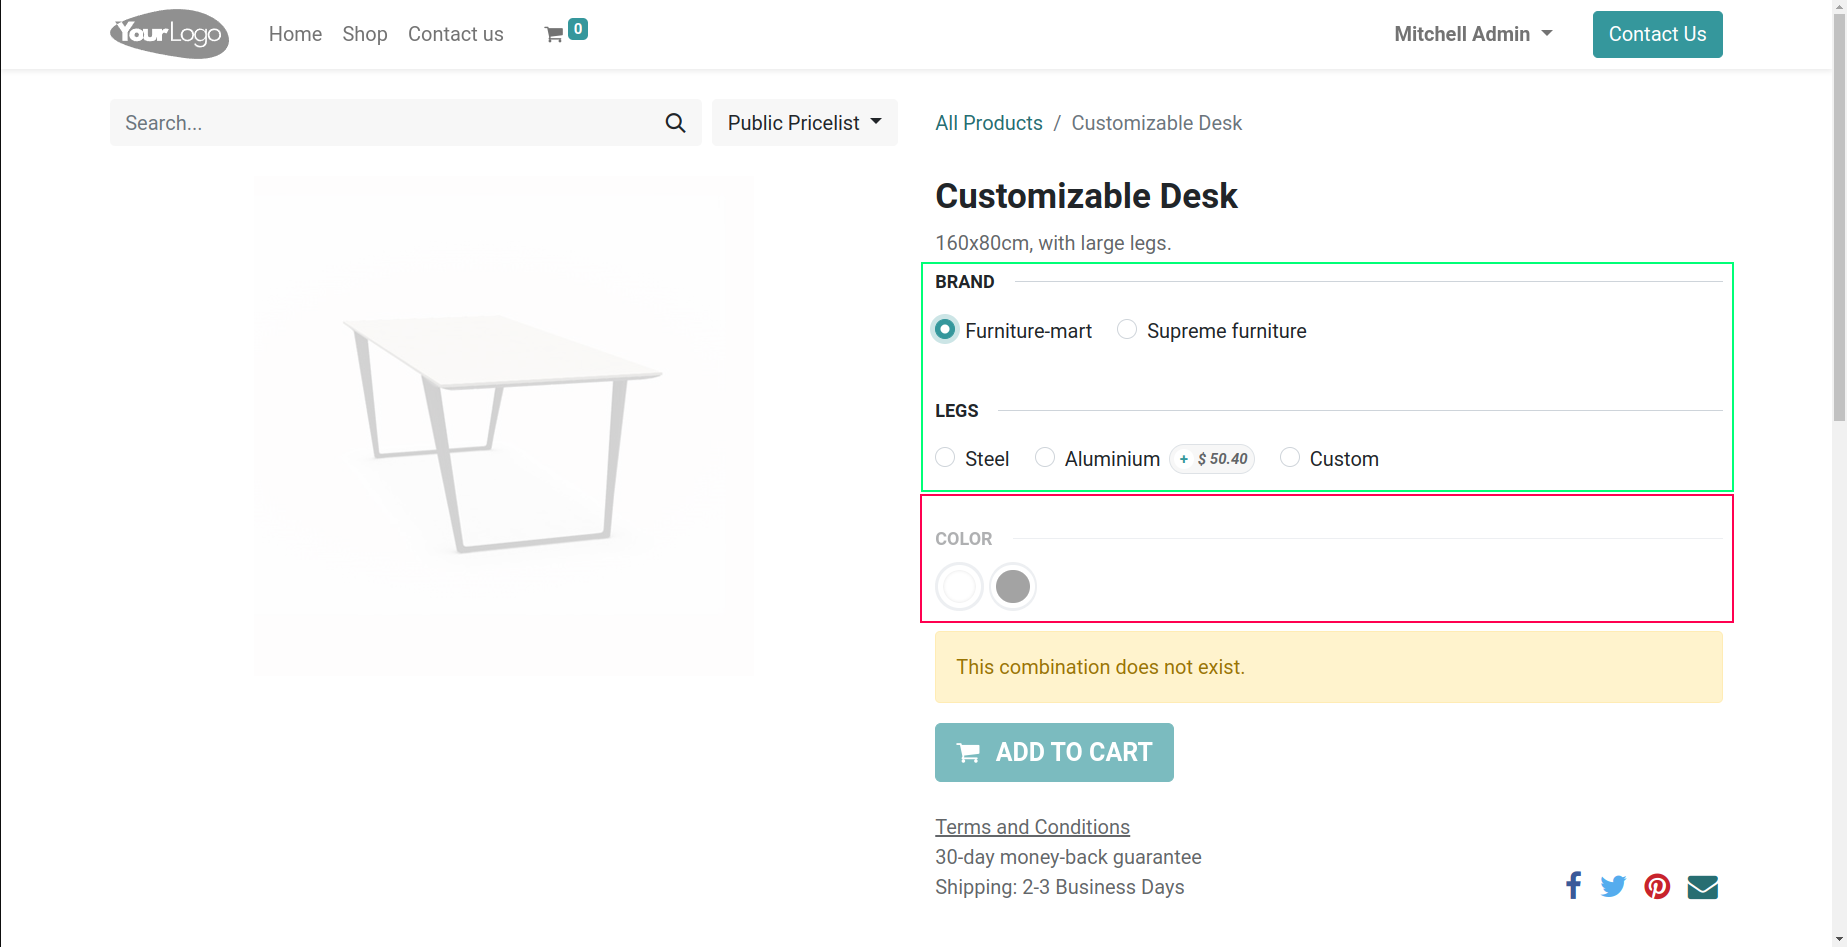 YourLogo Home Shop Contact us 0 Mitchell Admin Contact Us
Search... Public Pricelist All Products / Customizable Desk
Customizable Desk
160x80cm, with large legs.
BRAND
Furniture-mart Supreme furniture
LEGS
Steel Aluminium + $ 50.40 Custom
COLOR
This combination does not exist.
ADD TO CART
Terms and Conditions
30-day money-back guarantee
Shipping: 2-3 Business Days